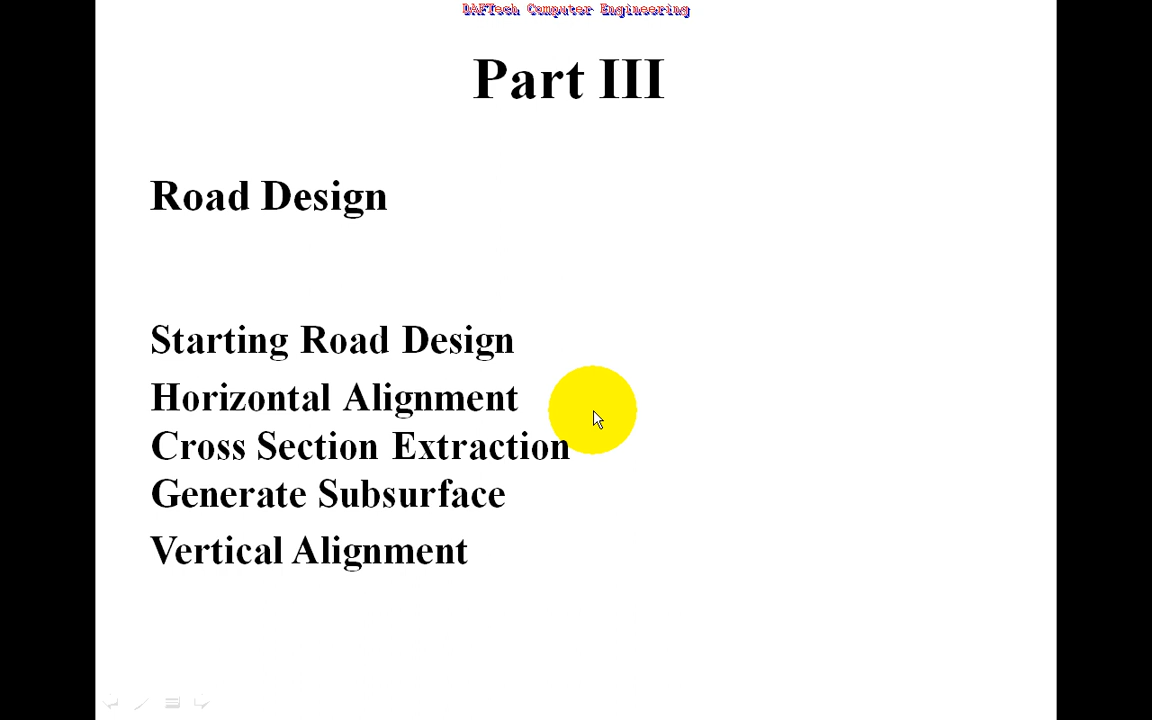 DAFTech Computer Engineering
Part III
Road Design
Starting Road Design
Horizontal Alignment
Cross Section Extraction
Generate Subsurface
Vertical Alignment